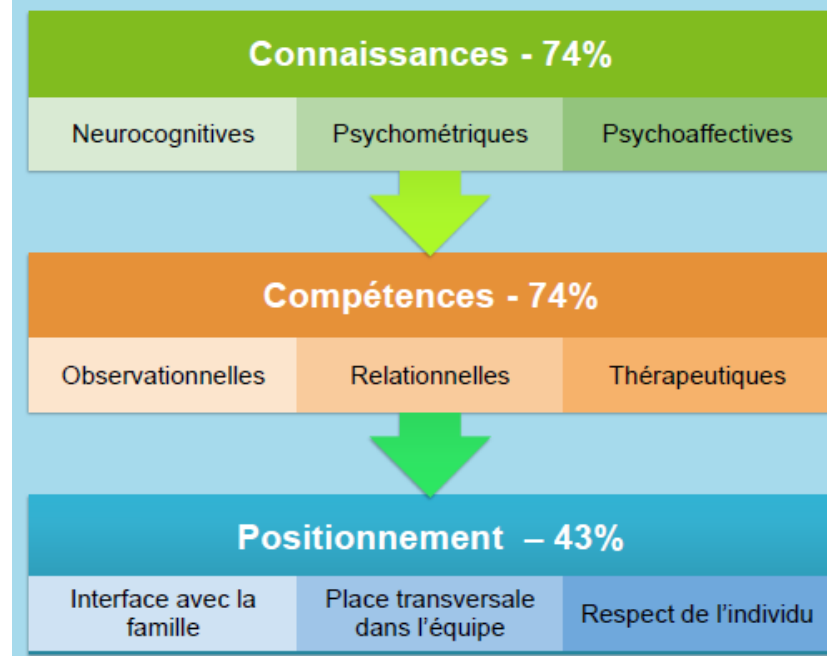 Connaissances - 74%
Neurocognitives Psychométriques Psychoaffectives
Compétences - 74%
Observationnelles Relationnelles Thérapeutiques
Positionnement – 43%
Interface avec la famille
Place transversale dans l'équipe
Respect de l'individu